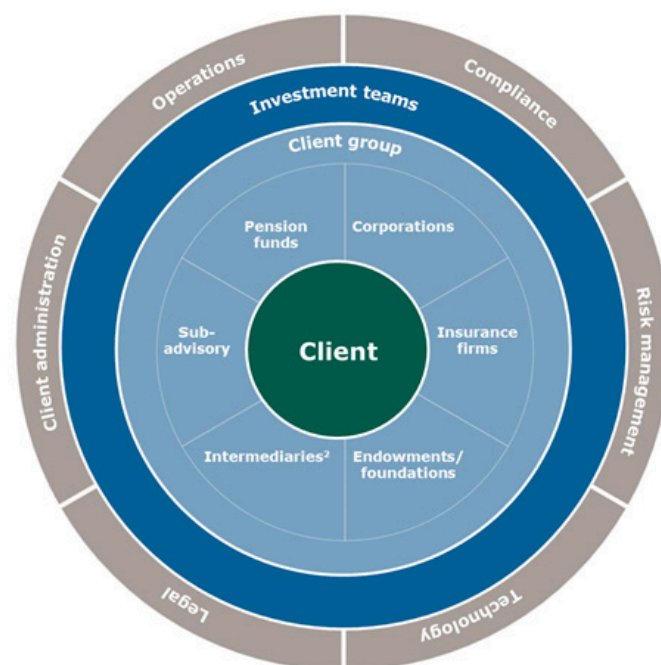 Operations
Compliance
Investment teams
Client group
Pension
funds
Corporations
Client administration
Sub-
advisory
Client
Insurance
firms
Risk management
Intermediaries²
Endowments/
foundations
Legal
Technology